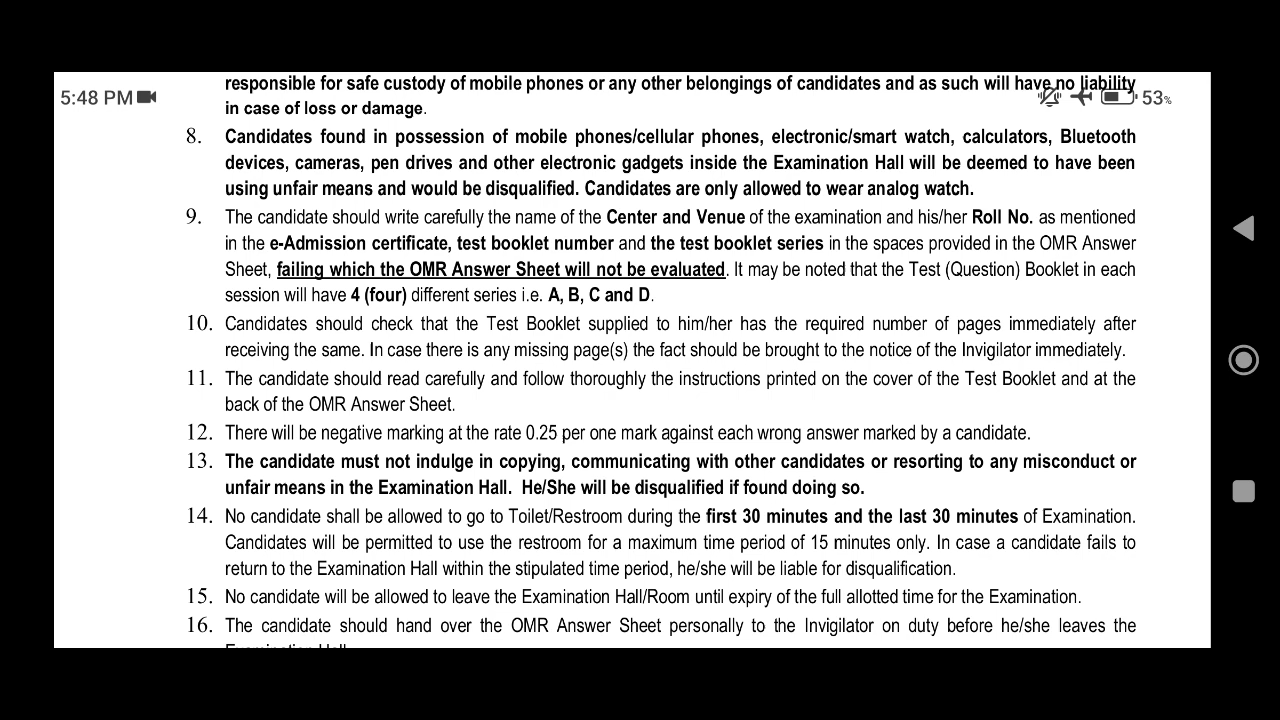 responsible for safe custody of mobile phones or any other belongings of candidates and as such will have no liability
5:48 PM
53%
in case of loss or damage.
8. Candidates found in possession of mobile phones/cellular phones, electronic/smart watch, calculators, Bluetooth
devices, cameras, pen drives and other electronic gadgets inside the Examination Hall will be deemed to have been
using unfair means and would be disqualified. Candidates are only allowed to wear analog watch.
9. The candidate should write carefully the name of the Center and Venue of the examination and his/her Roll No. as mentioned
in the e-Admission certificate, test booklet number and the test booklet series in the spaces provided in the OMR Answer
Sheet, failing which the OMR Answer Sheet will not be evaluated. It may be noted that the Test (Question) Booklet in each
session will have 4 (four) different series i.e. A, B, C and D.
10. Candidates should check that the Test Booklet supplied to him/her has the required number of pages immediately after
receiving the same. In case there is any missing page(s) the fact should be brought to the notice of the Invigilator immediately.
11. The candidate should read carefully and follow thoroughly the instructions printed on the cover of the Test Booklet and at the
back of the OMR Answer Sheet.
12. There will be negative marking at the rate 0.25 per one mark against each wrong answer marked by a candidate.
13. The candidate must not indulge in copying, communicating with other candidates or resorting to any misconduct or
unfair means in the Examination Hall. He/She will be disqualified if found doing so.
14. No candidate shall be allowed to go to Toilet/Restroom during the first 30 minutes and the last 30 minutes of Examination.
Candidates will be permitted to use the restroom for a maximum time period of 15 minutes only. In case a candidate fails to
return to the Examination Hall within the stipulated time period, he/she will be liable for disqualification.
15. No candidate will be allowed to leave the Examination Hall/Room until expiry of the full allotted time for the Examination.
16. The candidate should hand over the OMR Answer Sheet personally to the Invigilator on duty before he/she leaves the